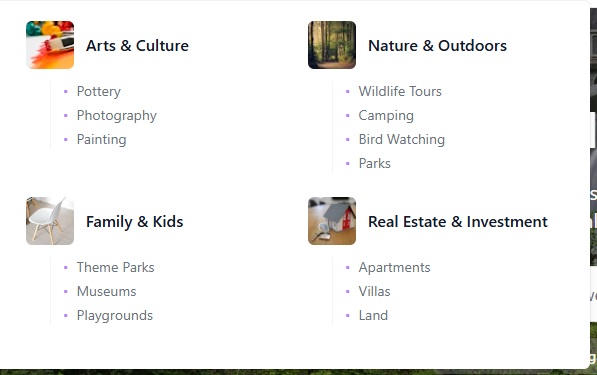 Arts & Culture
Pottery
Photography
Painting
Nature & Outdoors
Wildlife Tours
Camping
Bird Watching
Parks
Family & Kids
Theme Parks
Museums
Playgrounds
Real Estate & Investment
Apartments
Villas
Land